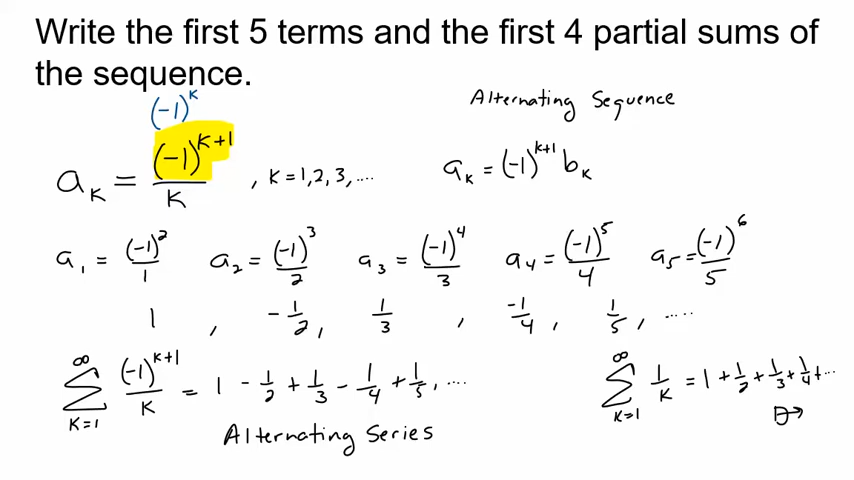 Write the first 5 terms and the first 4 partial sums of
the sequence.
(-1)^k
Alternating Sequence
a_k = (-1)^(k+1)/k , k=1,2,3,....
a_k = (-1)^(k+1) b_k
a_1 = (-1)^2/1 a_2 = (-1)^3/2 a_3 = (-1)^4/3 a_4 = (-1)^5/4 a_5 = (-1)^6/5
1 , -1/2 , 1/3 , -1/4 , 1/5 , .....
∞∑k=1 (-1)^(k+1)/k = 1 - 1/2 + 1/3 - 1/4 + 1/5 , ....
∞∑k=1 1/k = 1 + 1/2 + 1/3 + 1/4 + ...
Alternating Series